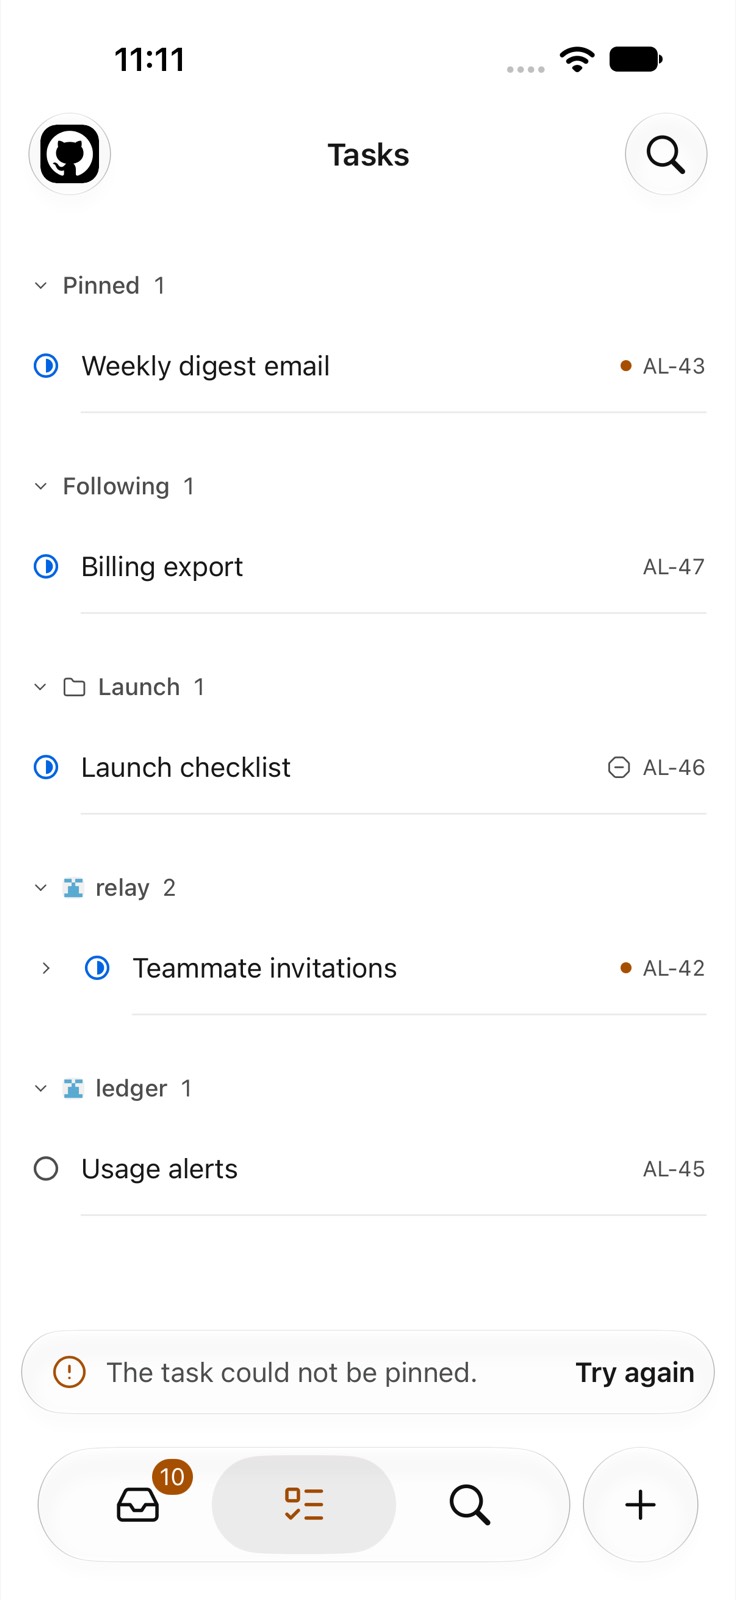 11:11
Tasks
Pinned 1
Weekly digest email AL-43
Following 1
Billing export AL-47
Launch 1
Launch checklist AL-46
relay 2
Teammate invitations AL-42
ledger 1
Usage alerts AL-45
The task could not be pinned. Try again
10